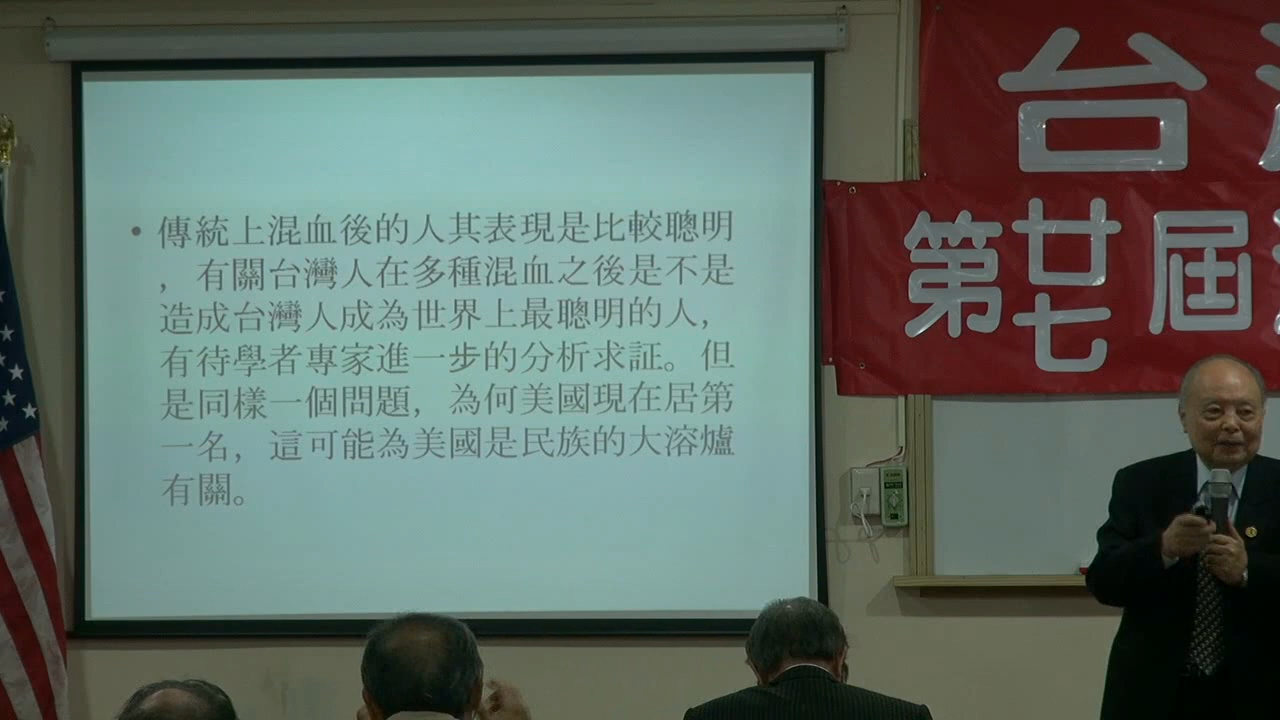 • 傳統上混血後的人其表現是比較聰明
，有關台灣人在多種混血之後是不是
造成台灣人成為世界上最聰明的人，
有待學者專家進一步的分析求証。但
是同樣一個問題，為何美國現在居第
一名，這可能為美國是民族的大溶爐
有關。
台
第廿七屆